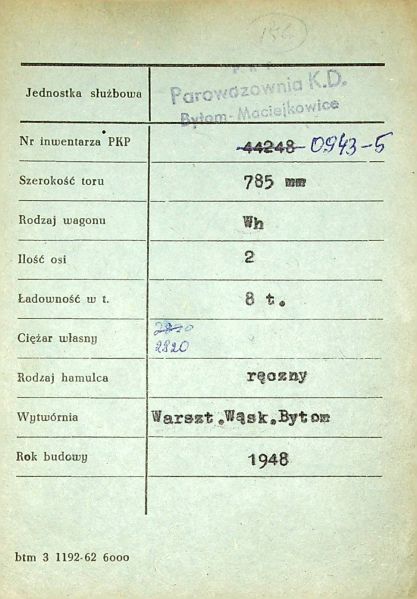 Jednostka służbowa
Parowozownia K.D.
Bytom-Maciejkowice
Nr inwentarza PKP 44248 0943-5
Szerokość toru 785 mm
Rodzaj wagonu Wh
Ilość osi 2
Ładowność w t. 8 t.
Ciężar własny
2820
Rodzaj hamulca ręczny
Wytwórnia Warszt.Wąsk.Bytom
Rok budowy 1948
btm 3 1192-62 6000